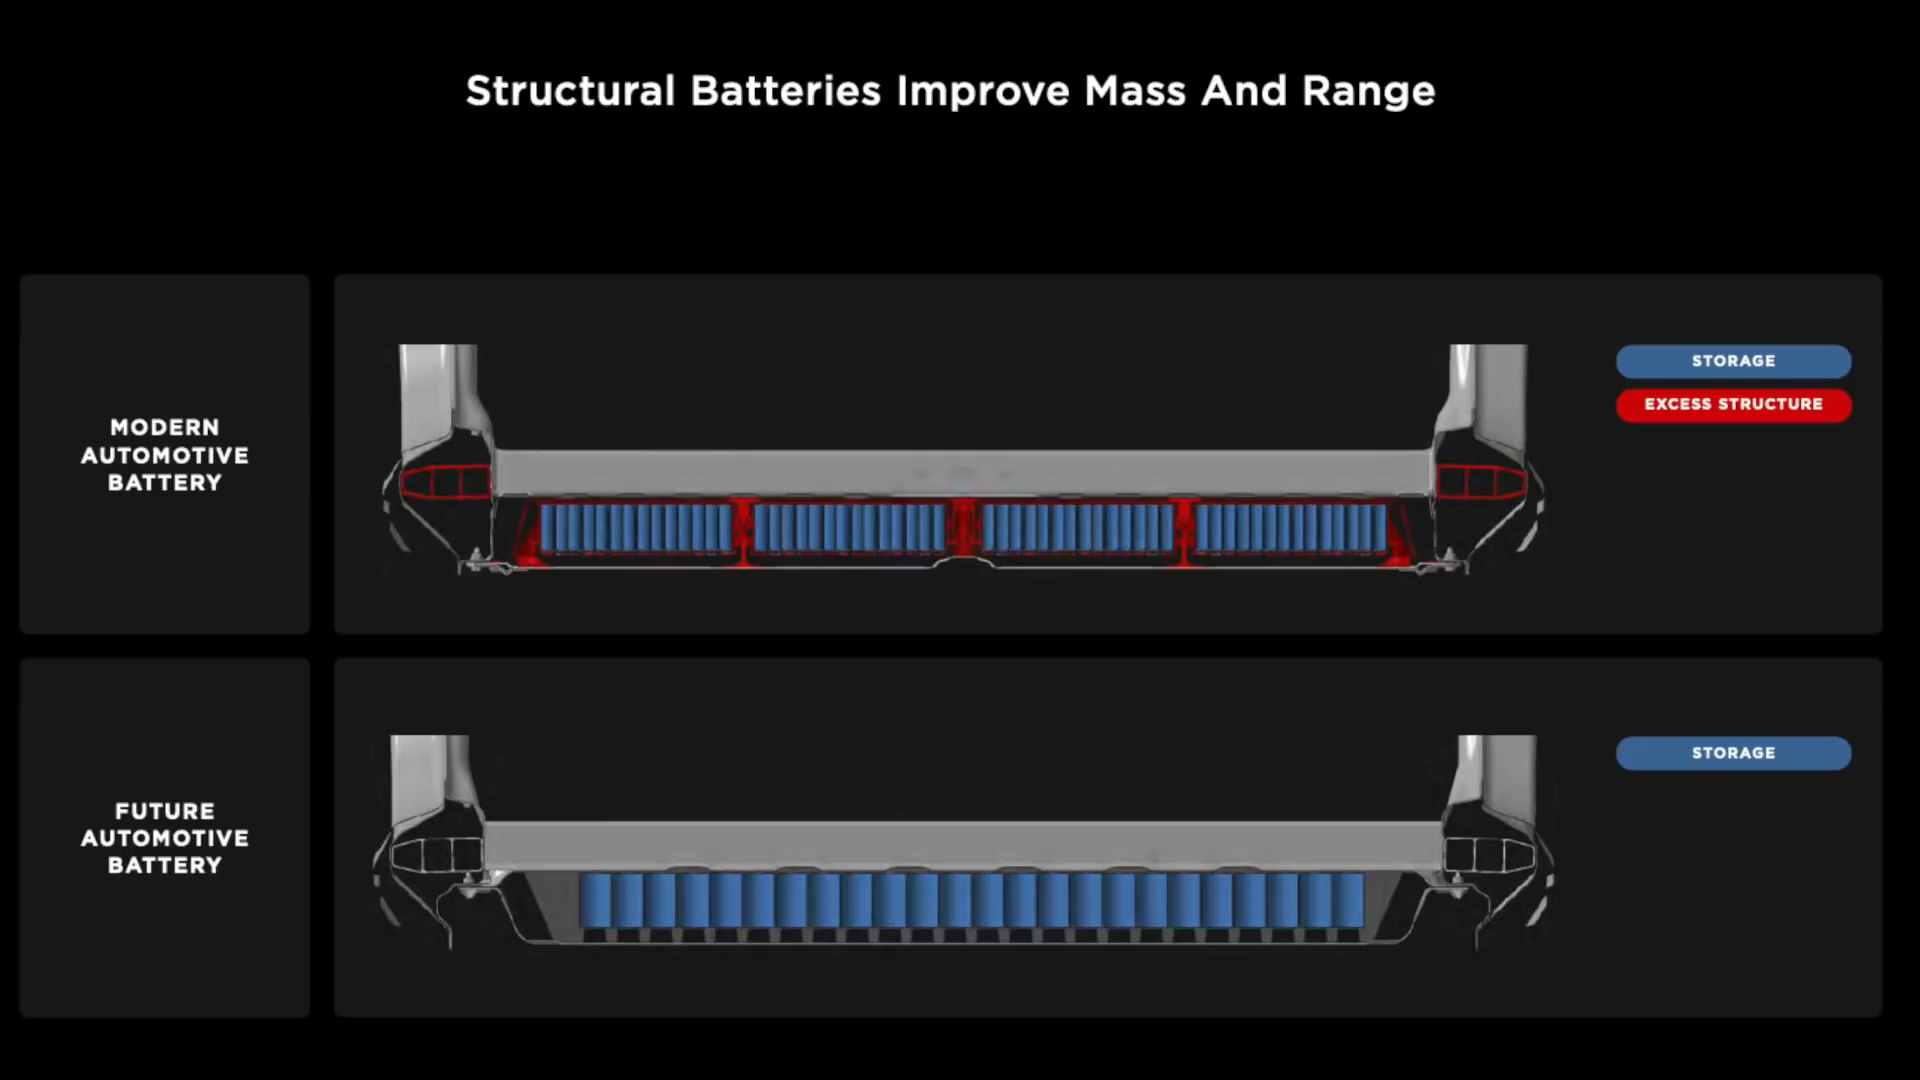 Structural Batteries Improve Mass And Range
MODERN
AUTOMOTIVE
BATTERY
STORAGE
EXCESS STRUCTURE
FUTURE
AUTOMOTIVE
BATTERY
STORAGE